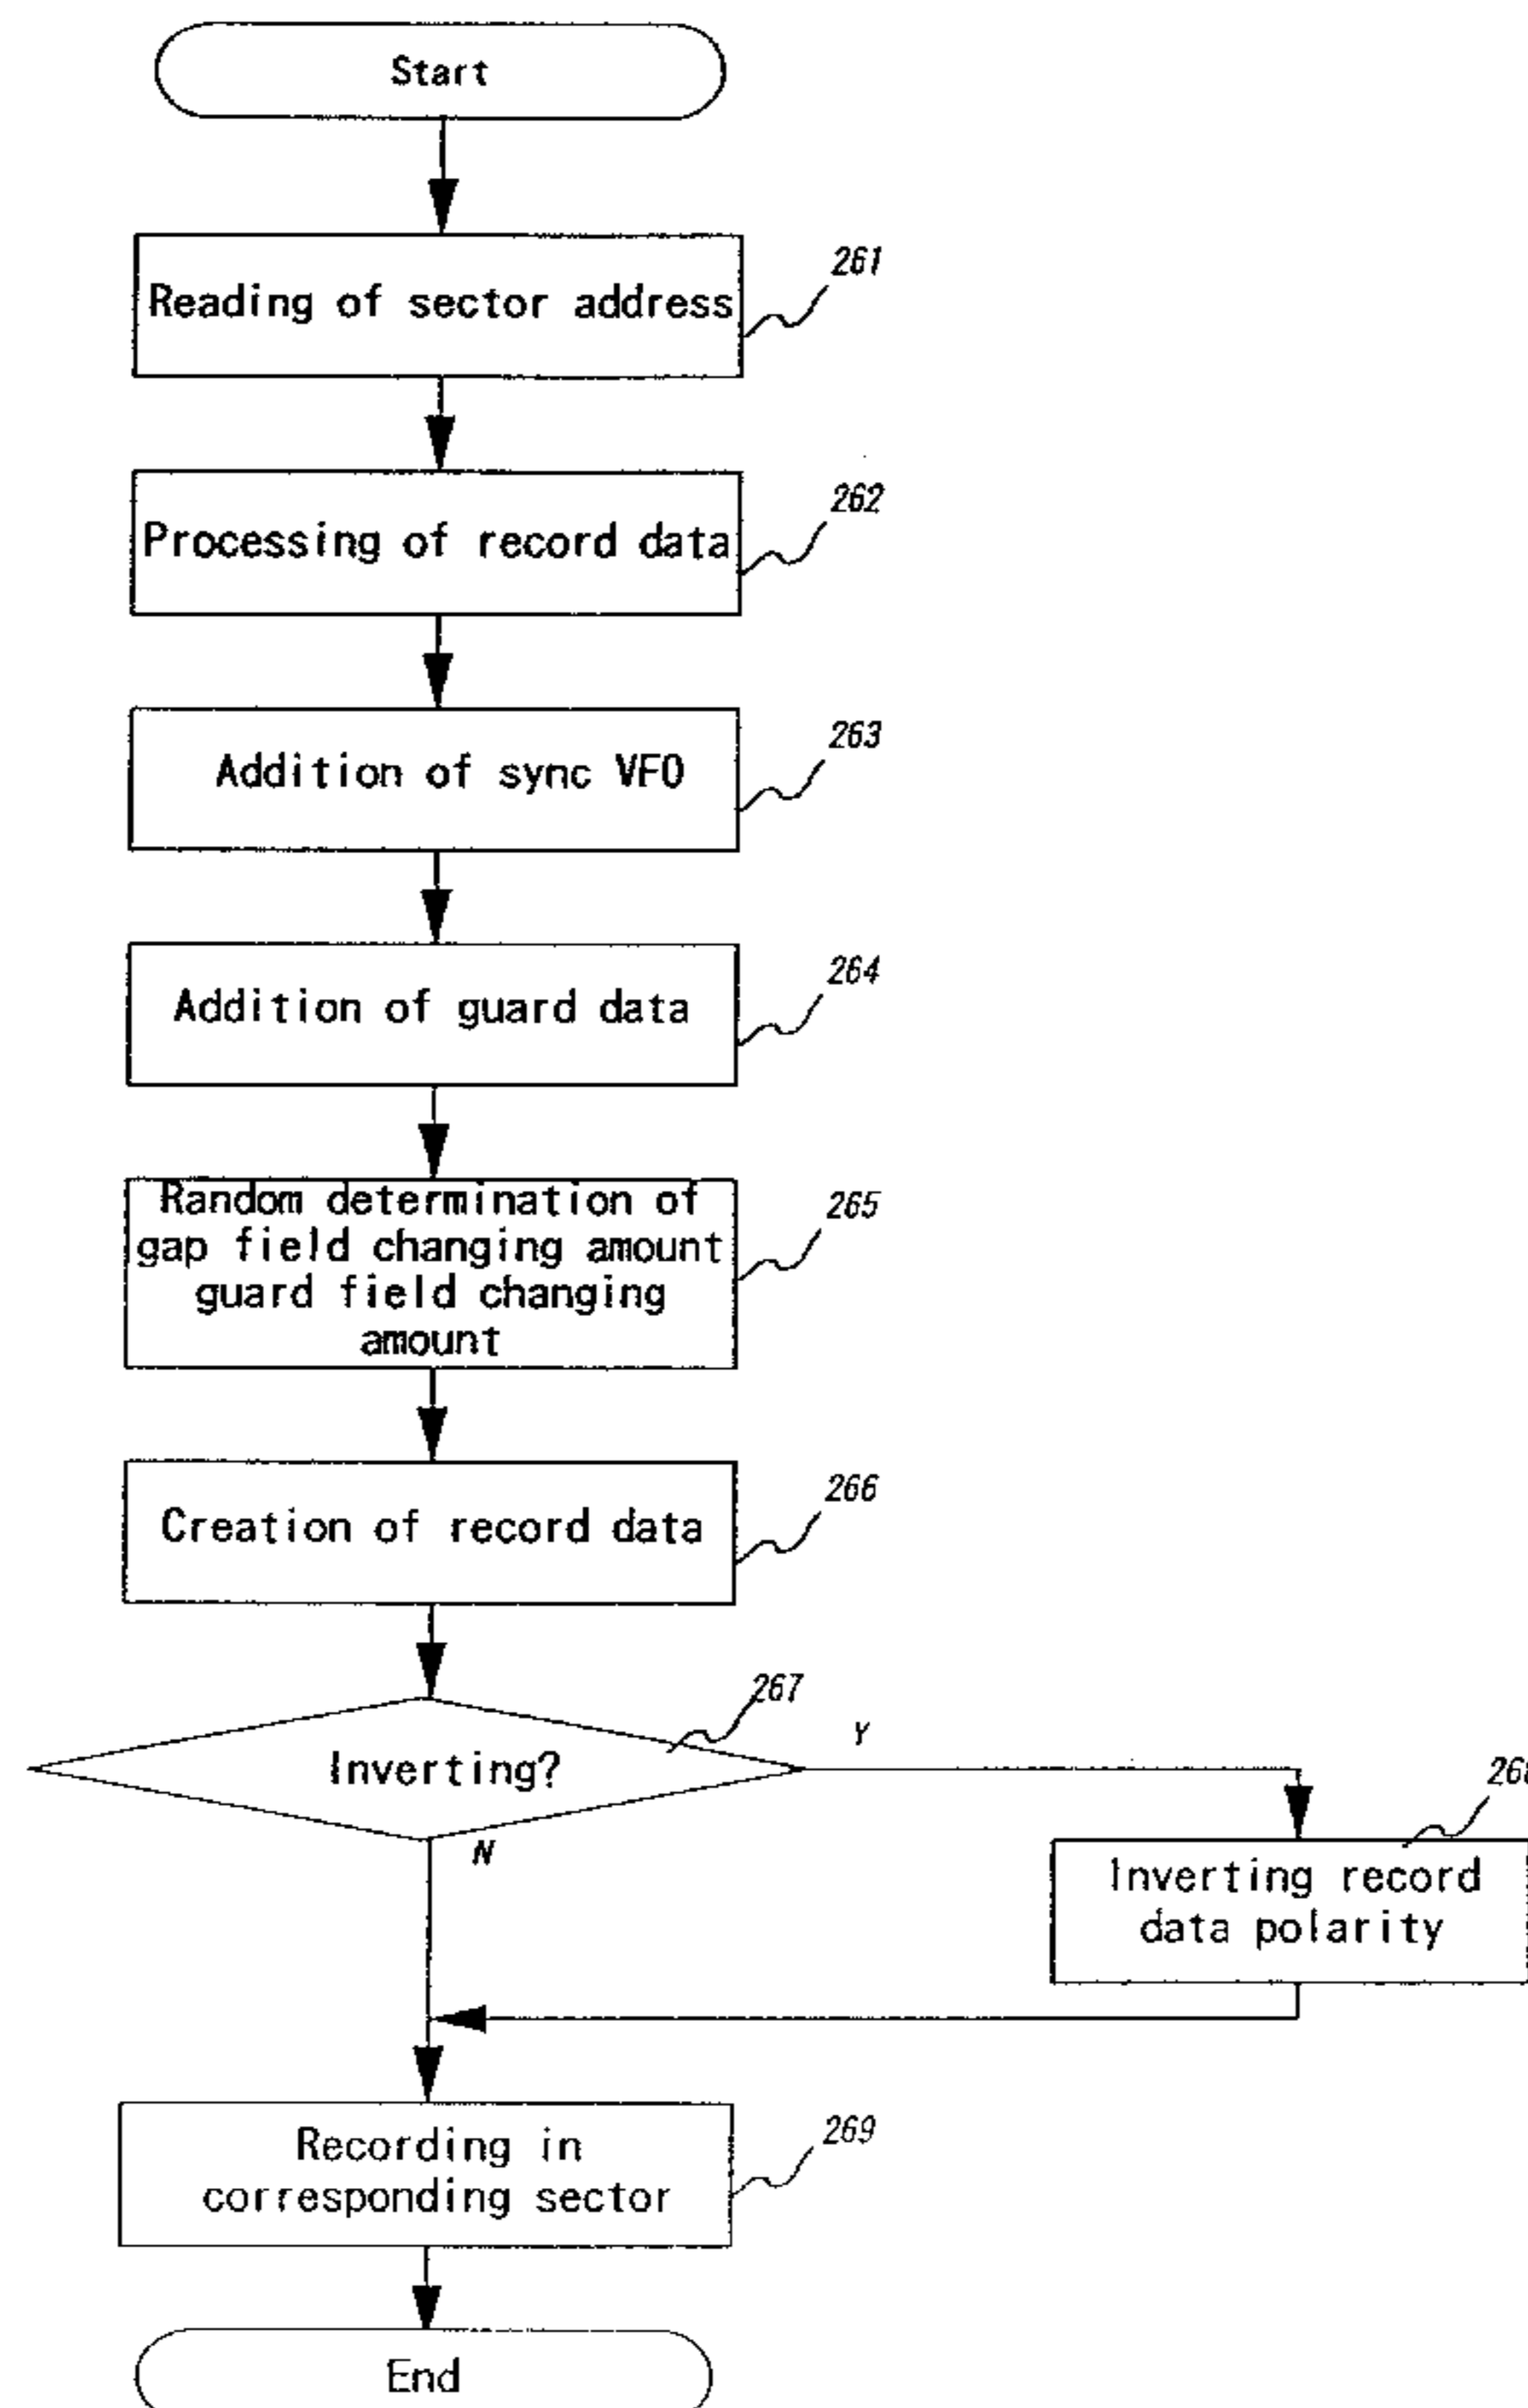 Start
Reading of sector address
261
Processing of record data
262
Addition of sync VFO
263
Addition of guard data
264
Random determination of
gap field changing amount
guard field changing
amount
265
Creation of record data
266
Inverting?
267
Y
N
Inverting record
data polarity
Recording in
corresponding sector
269
End